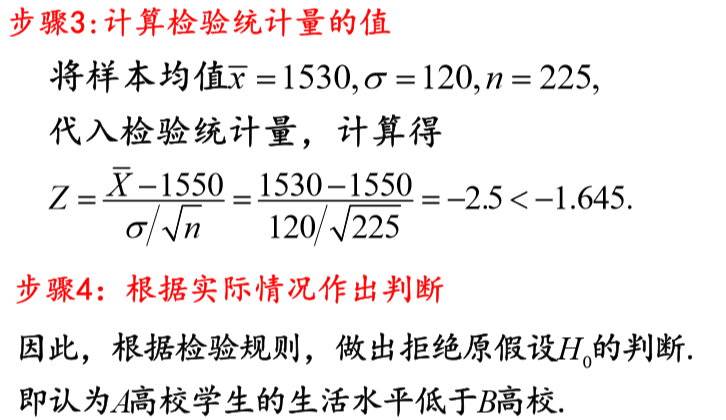 步骤3:计算检验统计量的值
将样本均值x̅ = 1530, σ = 120, n = 225,
代入检验统计量，计算得
Z = (X̅ − 1550)/(σ/√n) = (1530 − 1550)/(120/√225) = −2.5 < −1.645.
步骤4：根据实际情况作出判断
因此，根据检验规则，做出拒绝原假设H₀的判断.
即认为A高校学生的生活水平低于B高校.